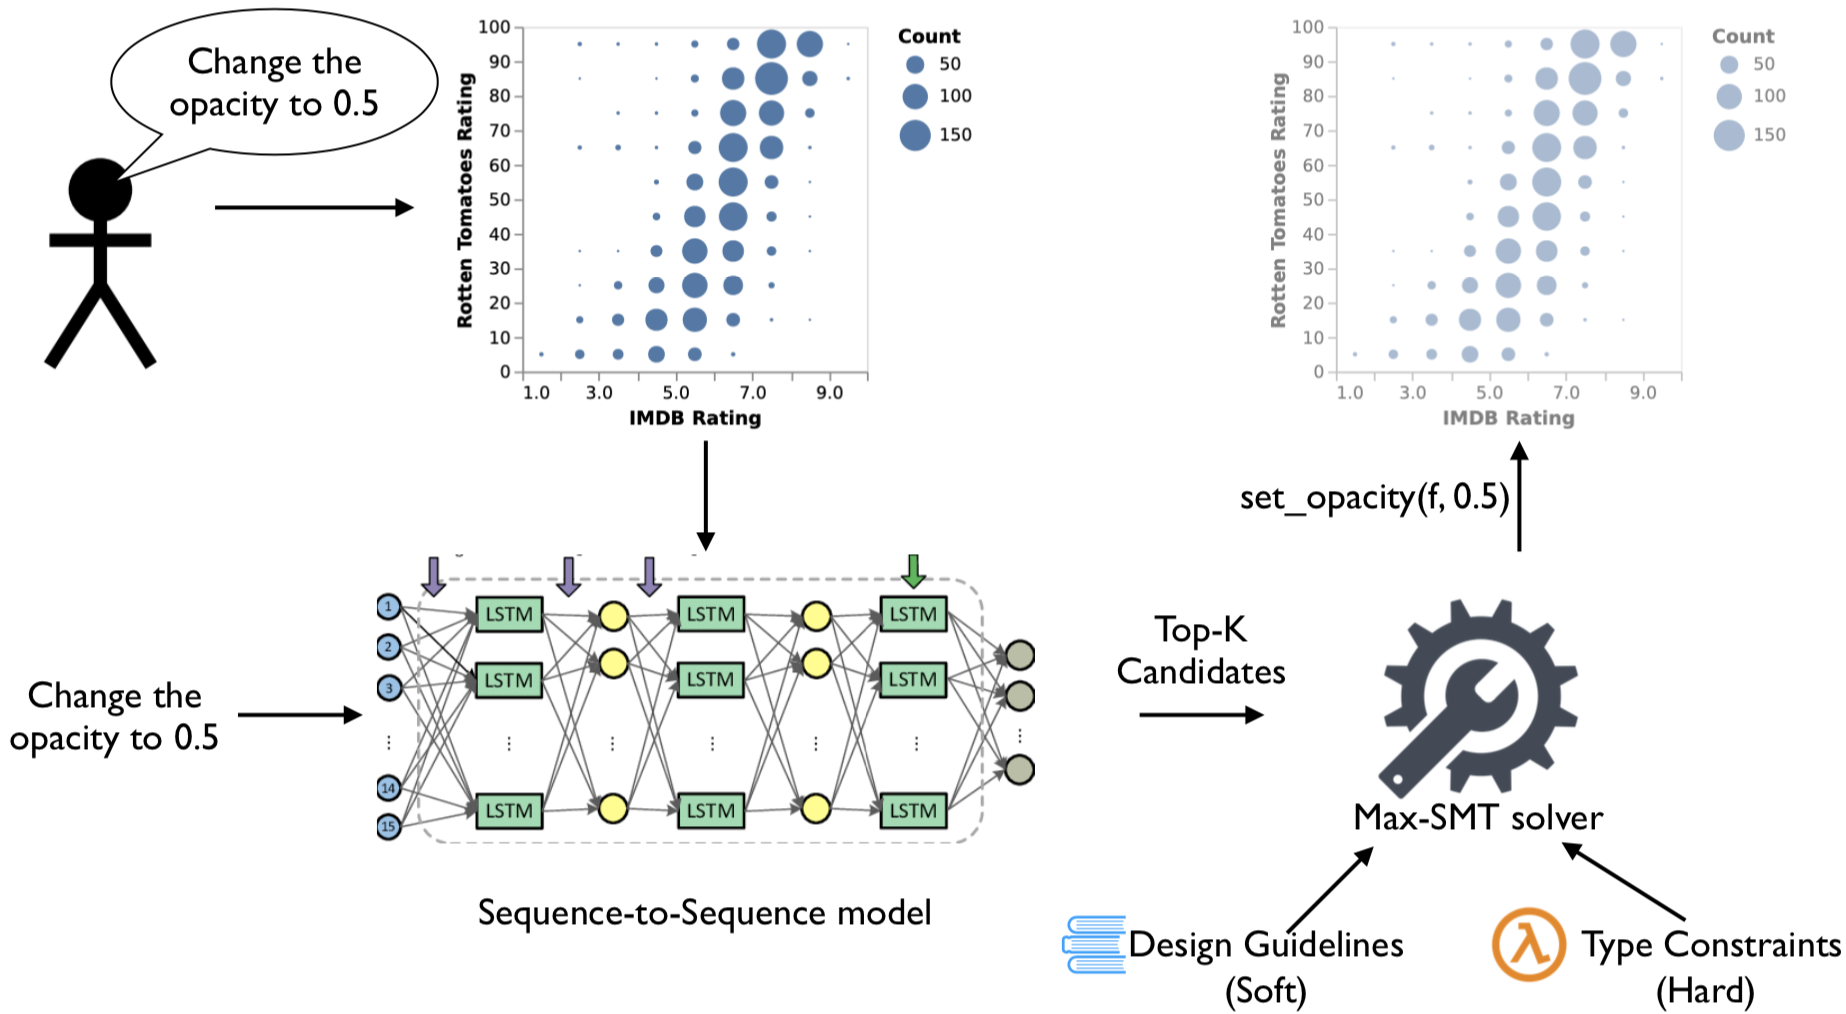 Change the
opacity to 0.5
100
90
80
70
60
50
40
30
20
10
0
Rotten Tomatoes Rating
1.0 3.0 5.0 7.0 9.0
IMDB Rating
Count
50
100
150
100
90
80
70
60
50
40
30
20
10
0
Rotten Tomatoes Rating
1.0 3.0 5.0 7.0 9.0
IMDB Rating
Count
50
100
150
set_opacity(f, 0.5)
Change the
opacity to 0.5
1
2
3
⋮
14
15
LSTM LSTM LSTM
LSTM LSTM LSTM
⋮ ⋮ ⋮ ⋮ ⋮ ⋮
LSTM LSTM LSTM
Sequence-to-Sequence model
Top-K
Candidates
Max-SMT solver
Design Guidelines
(Soft)
λ
Type Constraints
(Hard)